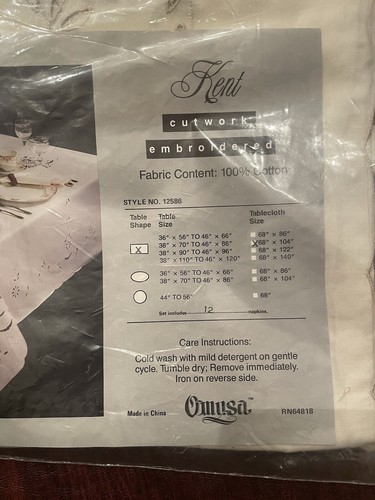 Kent
cutwork
embroidered
Fabric Content: 100% Cotton
STYLE NO. 12586
Table Shape Table Size Tablecloth Size
36" x 56" TO 46" x 66" 68" x 86"
X 38" x 70" TO 46" x 86" X 68" x 104"
38" x 90" TO 46" x 96" 68" x 122"
38" x 110" TO 46" x 120" 68" x 140"
36" x 56" TO 46" x 66" 68" x 86"
38" x 70" TO 46" x 86" 68" x 104"
44" TO 56" 68"
Set includes 12 napkins.
Care Instructions:
Cold wash with mild detergent on gentle
cycle. Tumble dry; Remove immediately.
Iron on reverse side.
Made in China Omusa™ RN64818